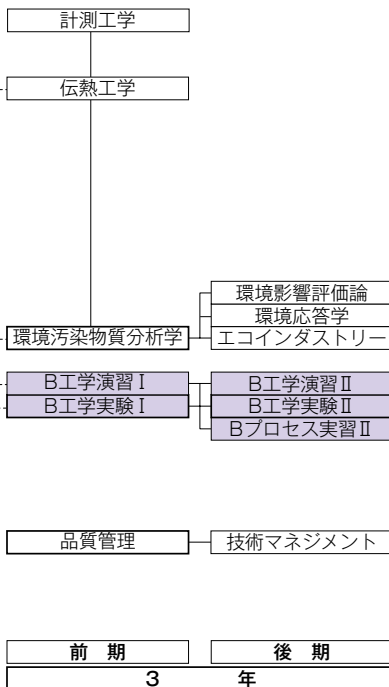 計測工学
伝熱工学
環境影響評価論
環境応答学
環境汚染物質分析学 エコインダストリー
B工学演習Ⅰ B工学演習Ⅱ
B工学実験Ⅰ B工学実験Ⅱ
Bプロセス実習Ⅱ
品質管理 技術マネジメント
前 期 後 期
3 年